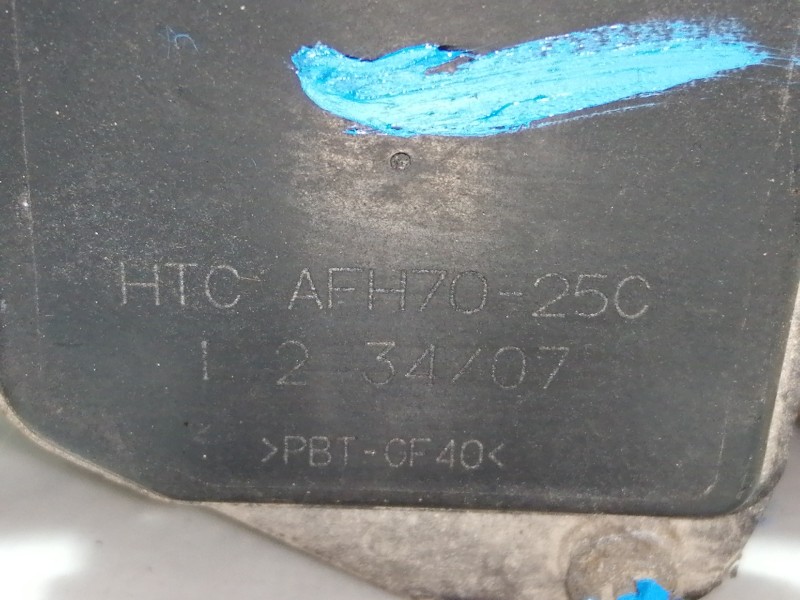 HTC AFH70-25C
1 2 34/07
>PBT-GF40<